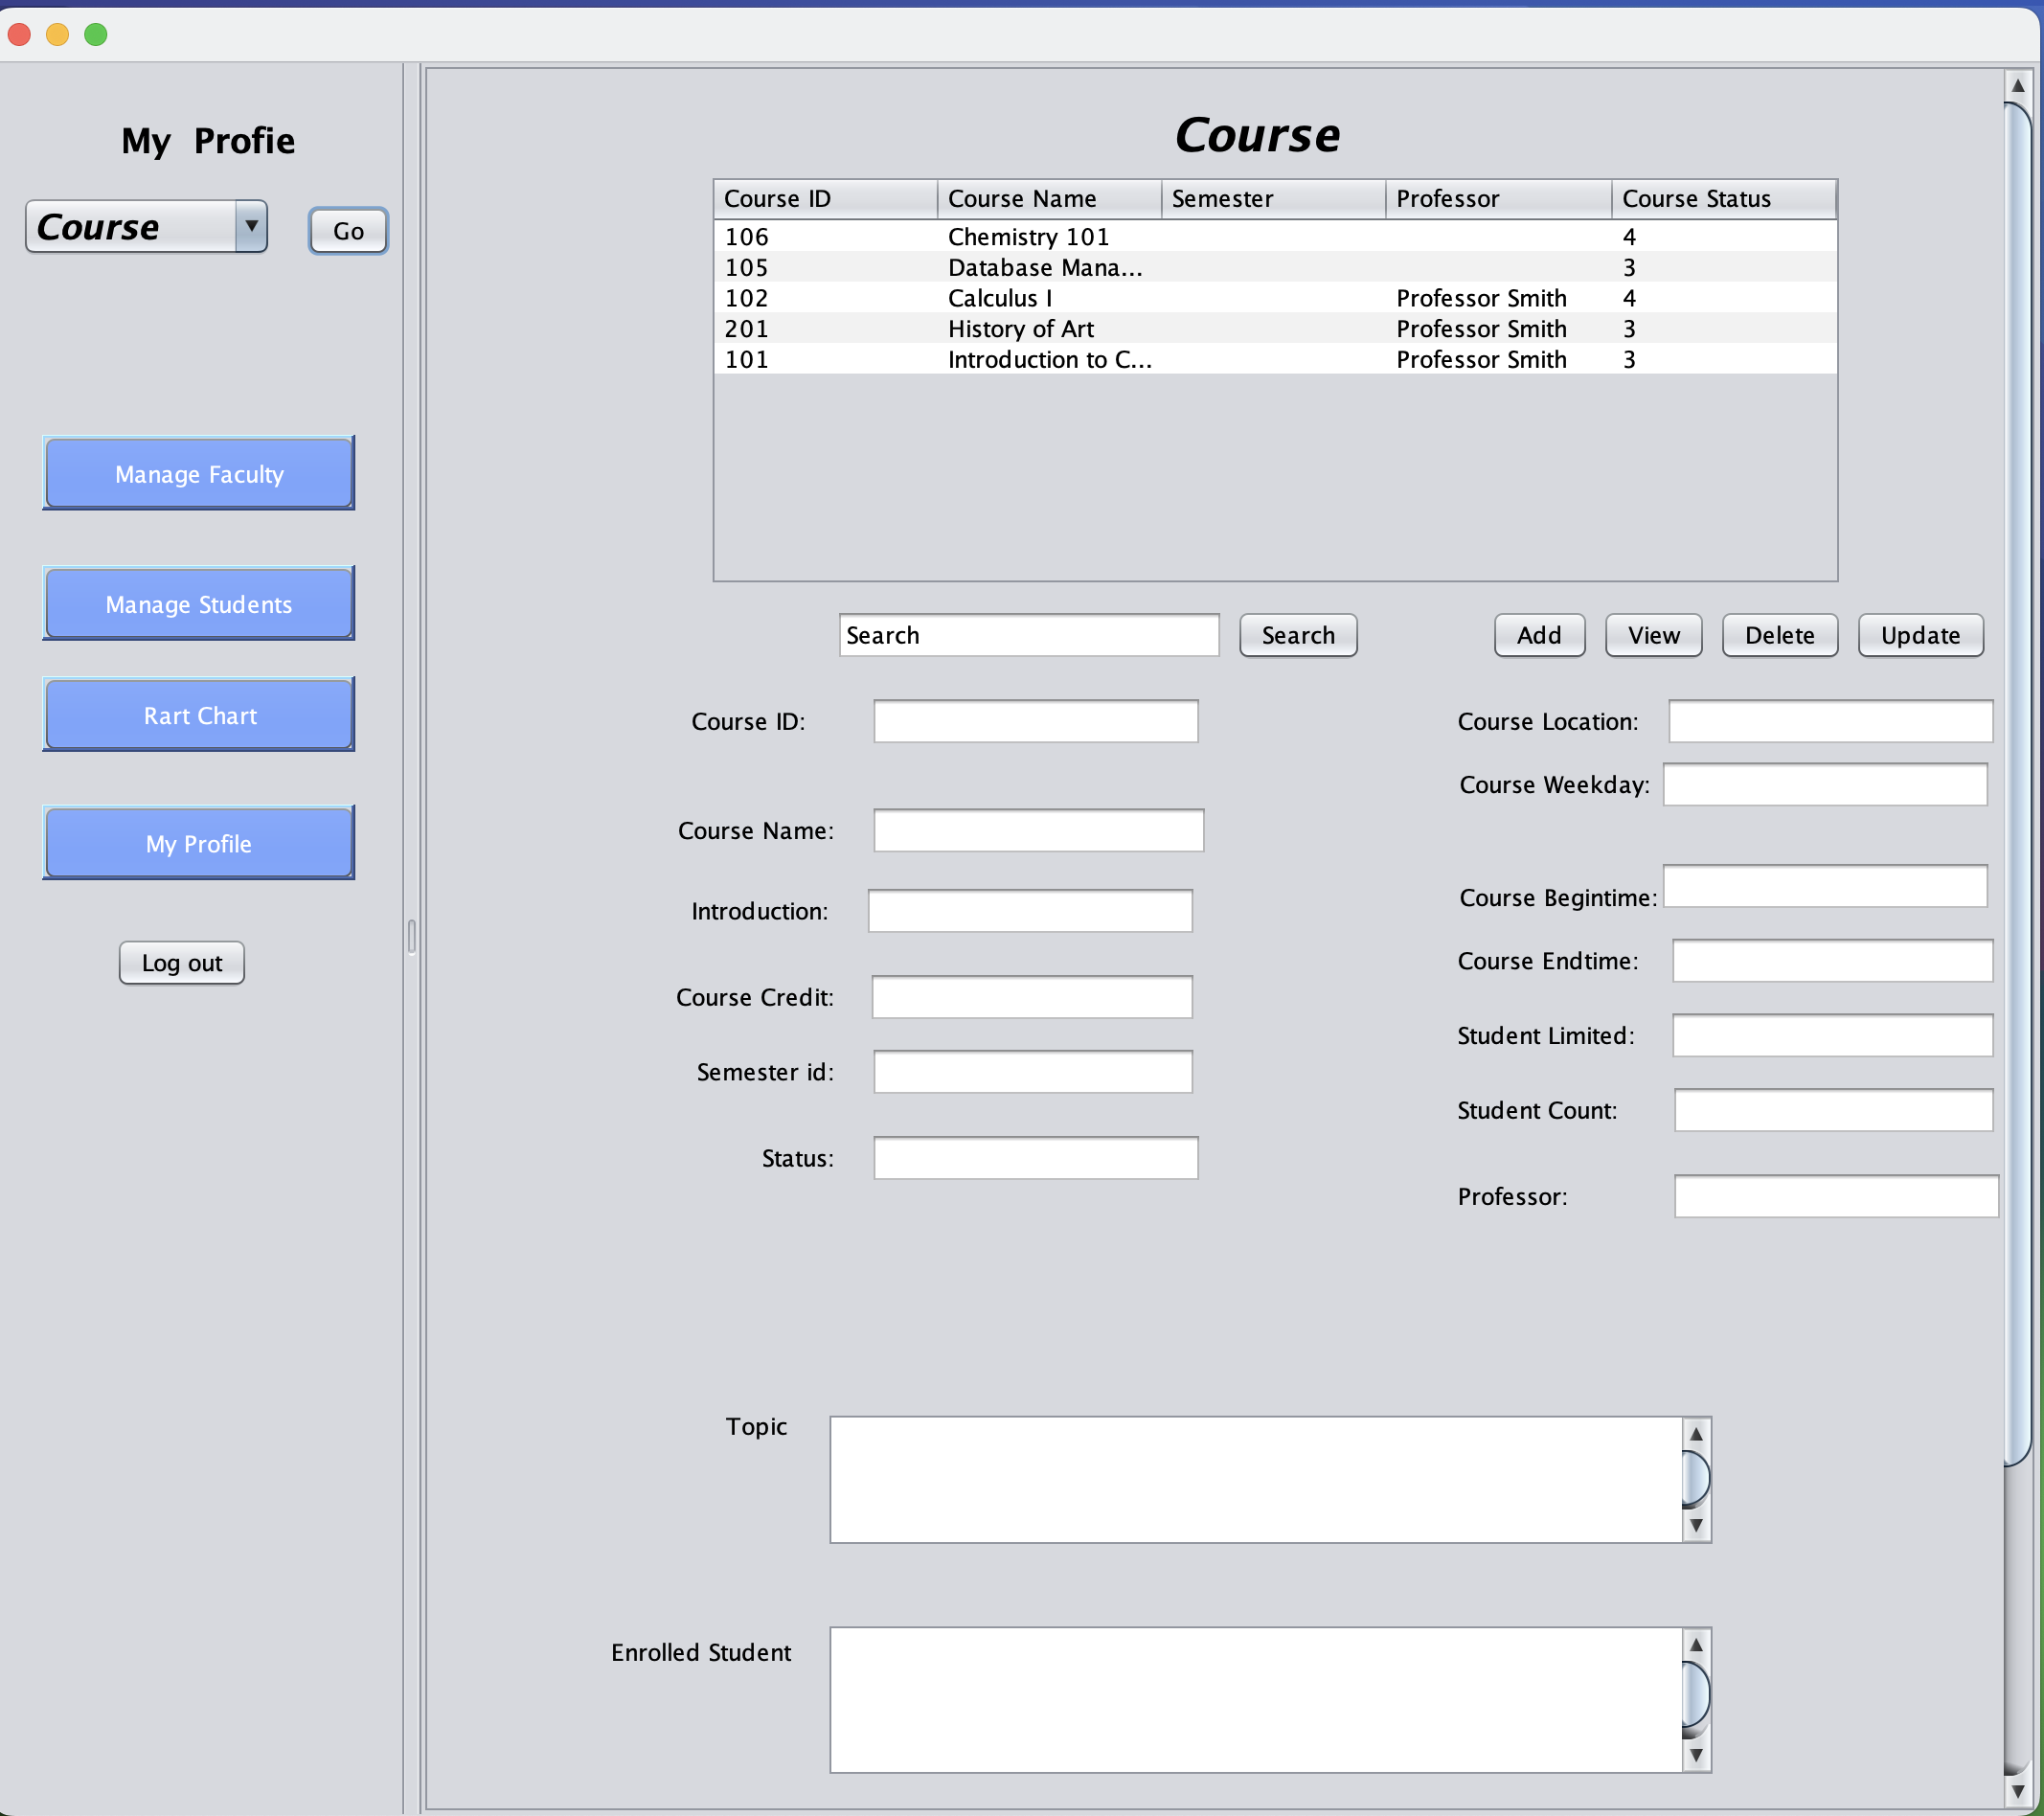 My Profie
Course
Go
Manage Faculty
Manage Students
Rart Chart
My Profile
Log out
Course
Course ID Course Name Semester Professor Course Status
106 Chemistry 101 4
105 Database Mana... 3
102 Calculus I Professor Smith 4
201 History of Art Professor Smith 3
101 Introduction to C... Professor Smith 3
Search Search Add View Delete Update
Course ID:
Course Name:
Introduction:
Course Credit:
Semester id:
Status:
Course Location:
Course Weekday:
Course Begintime:
Course Endtime:
Student Limited:
Student Count:
Professor:
Topic
Enrolled Student